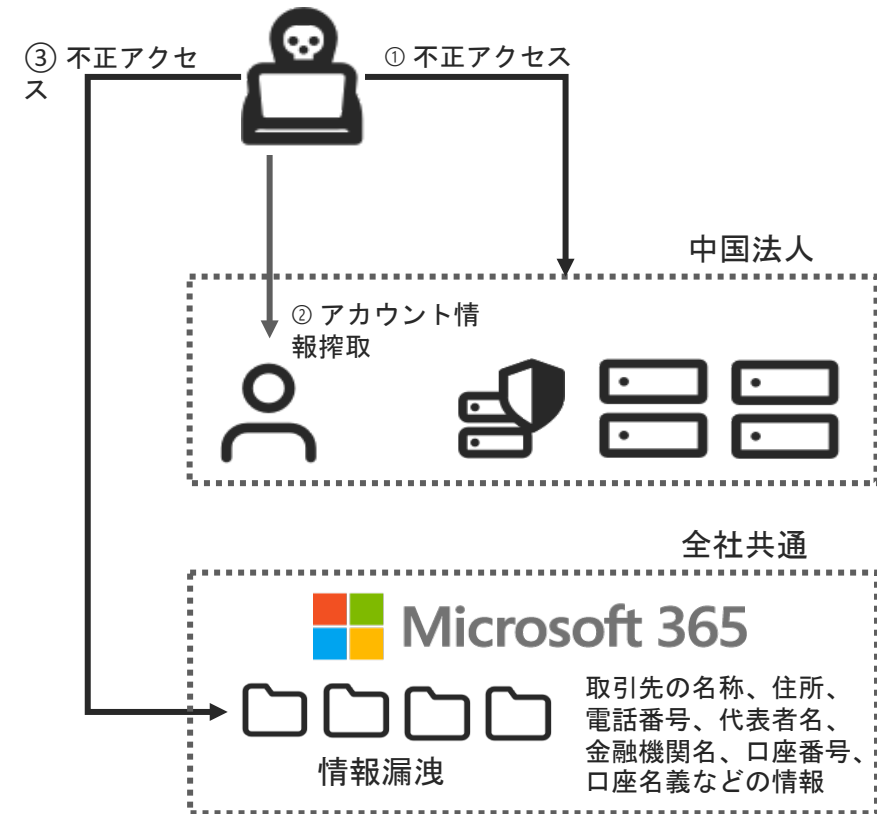 ③ 不正アクセ
ス
① 不正アクセス
中国法人
② アカウント情
報搾取
全社共通
Microsoft 365
取引先の名称、住所、
電話番号、代表者名、
金融機関名、口座番号、
口座名義などの情報
情報漏洩